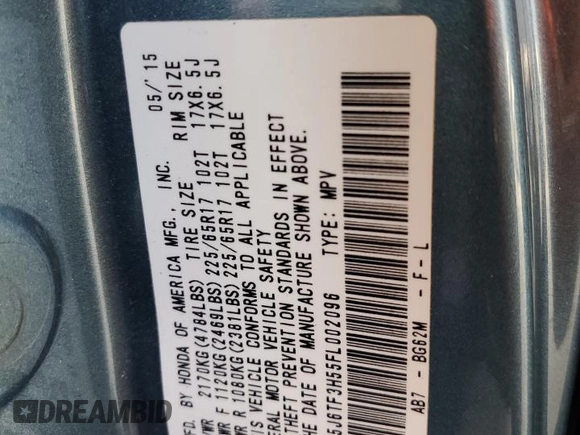 MFD. BY HONDA OF AMERICA MFG., INC. 05/'15
2170KG(4784LBS) TIRE SIZE RIM SIZE
F 1120KG(2469LBS) 225/65R17 102T 17X6.5J
R 1080KG(2381LBS) 225/65R17 102T 17X6.5J
VEHICLE CONFORMS TO ALL APPLICABLE
MOTOR VEHICLE SAFETY
THEFT PREVENTION STANDARDS IN EFFECT
THE DATE OF MANUFACTURE SHOWN ABOVE.
5J6TF3H55FL002096 TYPE: MPV
AB7 - BG62M - F - L
DREAMBID